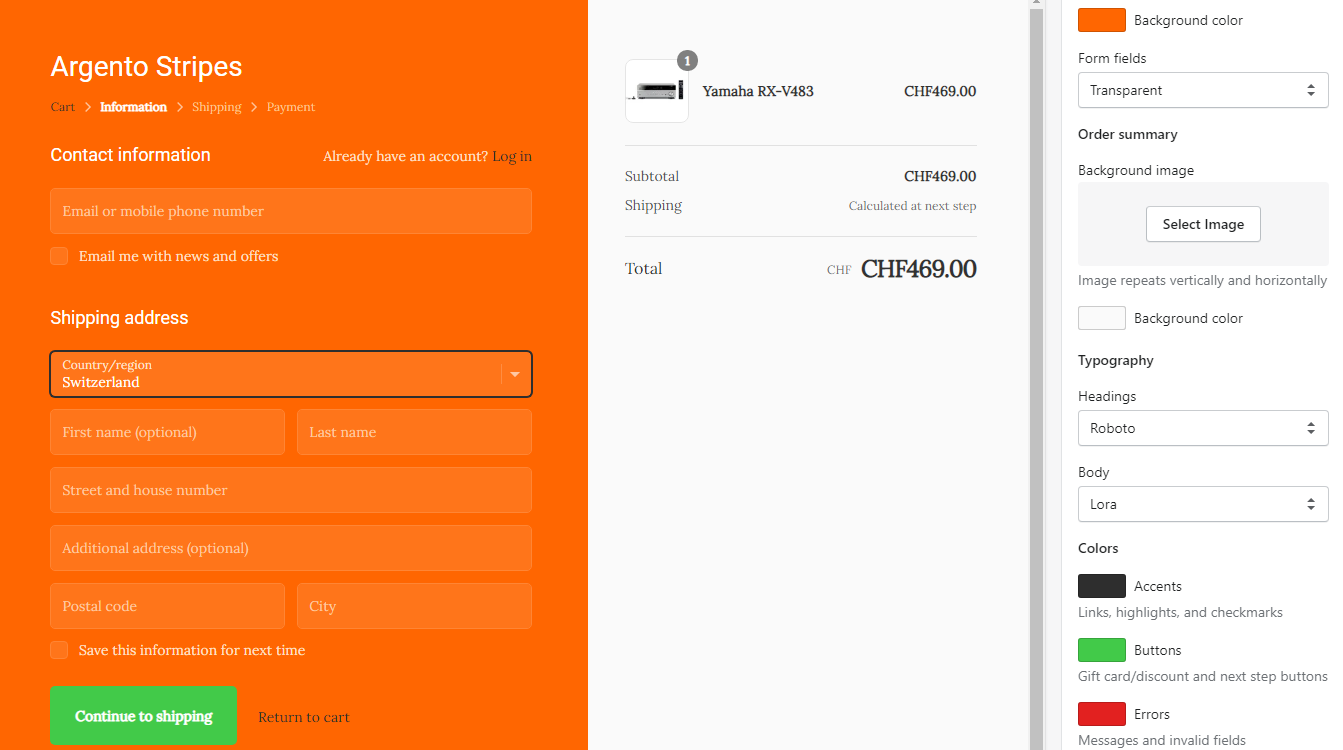 Argento Stripes
Cart > Information > Shipping > Payment
Contact information
Already have an account? Log in
Email or mobile phone number
Email me with news and offers
Shipping address
Country/region
Switzerland
First name (optional)
Last name
Street and house number
Additional address (optional)
Postal code
City
Save this information for next time
Continue to shipping
Return to cart
1
Yamaha RX-V483 CHF469.00
Subtotal CHF469.00
Shipping Calculated at next step
Total CHF CHF469.00
Background color
Form fields
Transparent
Order summary
Background image
Select Image
Image repeats vertically and horizontally
Background color
Typography
Headings
Roboto
Body
Lora
Colors
Accents
Links, highlights, and checkmarks
Buttons
Gift card/discount and next step buttons
Errors
Messages and invalid fields